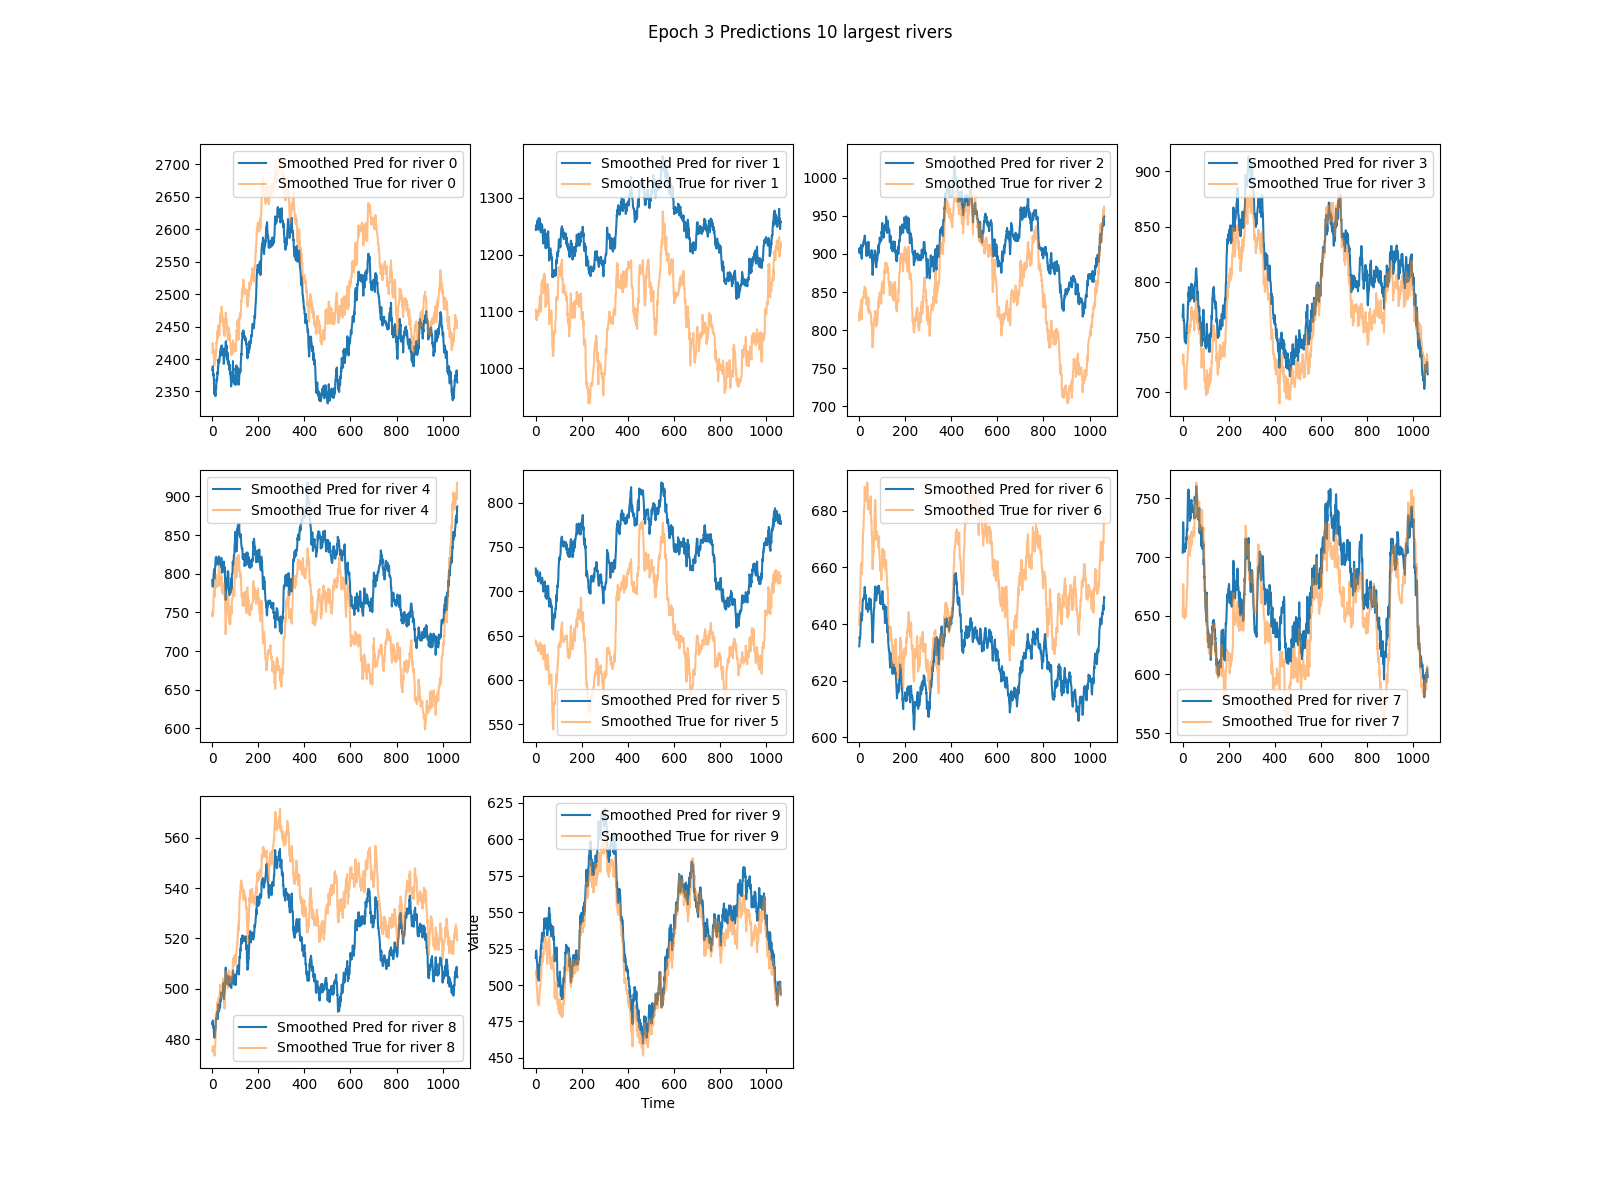 Epoch 3 Predictions 10 largest rivers
2700
2650
2600
2550
2500
2450
2400
2350
0 200 400 600 800 1000
Smoothed Pred for river 0
Smoothed True for river 0
1300
1200
1100
1000
0 200 400 600 800 1000
Smoothed Pred for river 1
Smoothed True for river 1
1000
950
900
850
800
750
700
0 200 400 600 800 1000
Smoothed Pred for river 2
Smoothed True for river 2
900
850
800
750
700
0 200 400 600 800 1000
Smoothed Pred for river 3
Smoothed True for river 3
900
850
800
750
700
650
600
0 200 400 600 800 1000
Smoothed Pred for river 4
Smoothed True for river 4
800
750
700
650
600
550
0 200 400 600 800 1000
Smoothed Pred for river 5
Smoothed True for river 5
680
660
640
620
600
0 200 400 600 800 1000
Smoothed Pred for river 6
Smoothed True for river 6
750
700
650
600
550
0 200 400 600 800 1000
Smoothed Pred for river 7
Smoothed True for river 7
560
540
520
500
480
0 200 400 600 800 1000
Smoothed Pred for river 8
Smoothed True for river 8
Value
625
600
575
550
525
500
475
450
0 200 400 600 800 1000
Time
Smoothed Pred for river 9
Smoothed True for river 9